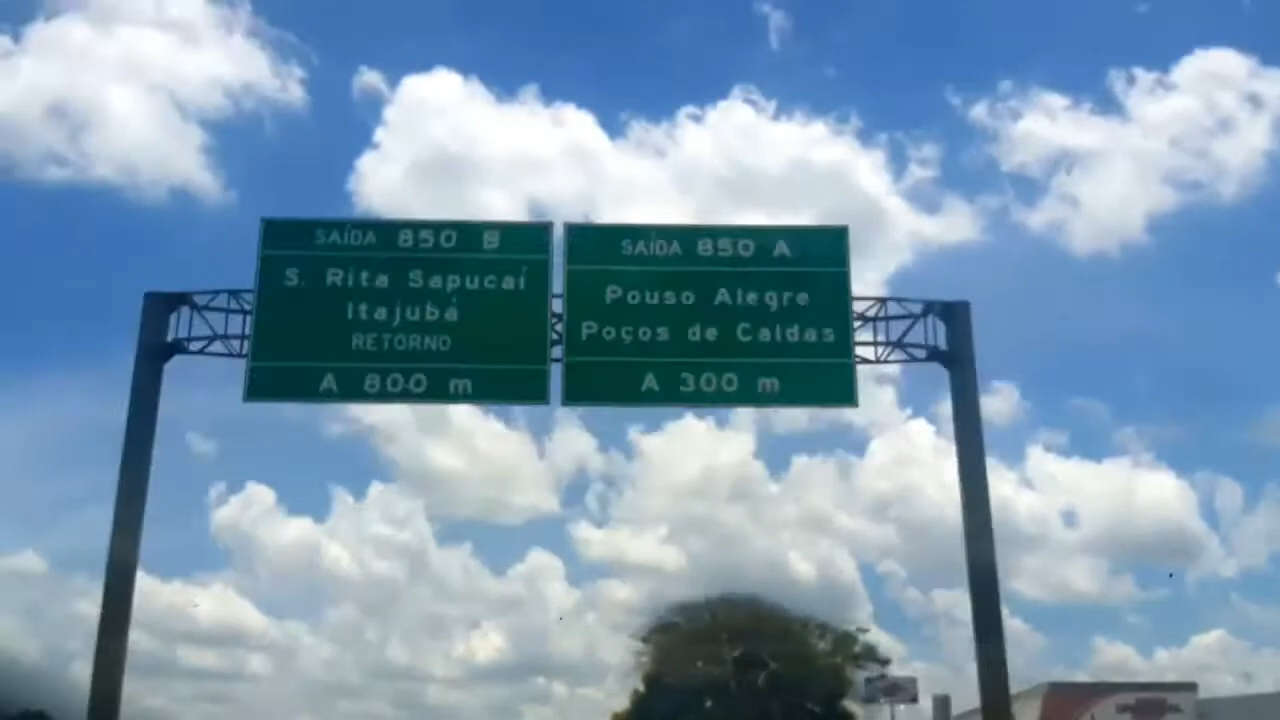 SAÍDA 850 B
S. Rita Sapucaí
Itajubá
RETORNO
A 800 m
SAÍDA 850 A
Pouso Alegre
Poços de Caldas
A 300 m